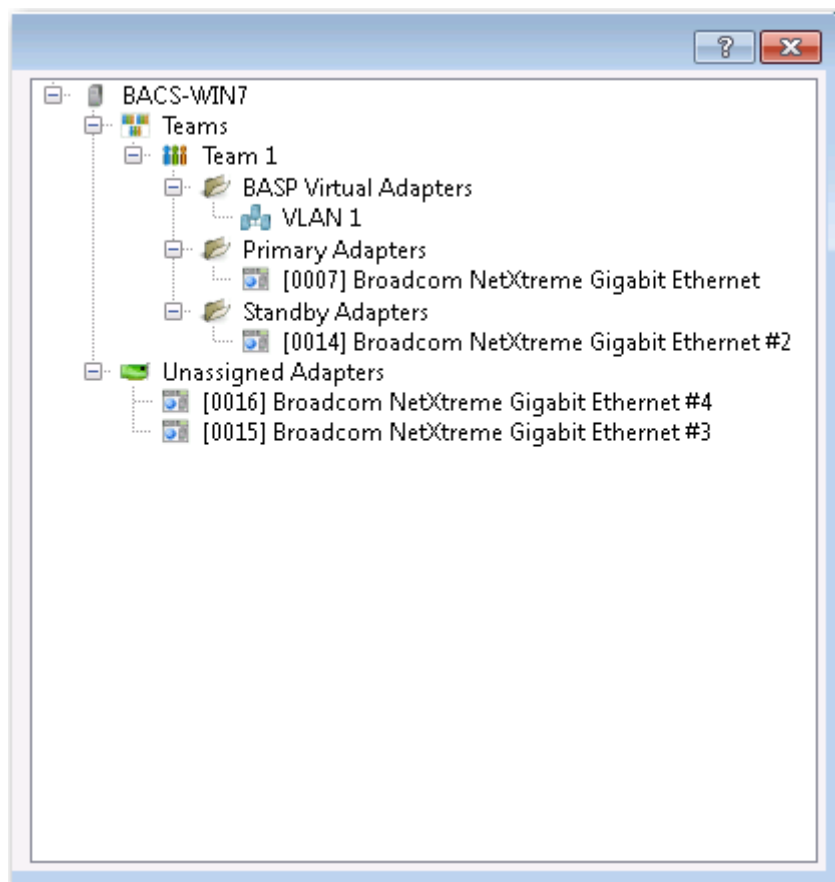 BACS-WIN7
Teams
Team 1
BASP Virtual Adapters
VLAN 1
Primary Adapters
[0007] Broadcom NetXtreme Gigabit Ethernet
Standby Adapters
[0014] Broadcom NetXtreme Gigabit Ethernet #2
Unassigned Adapters
[0016] Broadcom NetXtreme Gigabit Ethernet #4
[0015] Broadcom NetXtreme Gigabit Ethernet #3